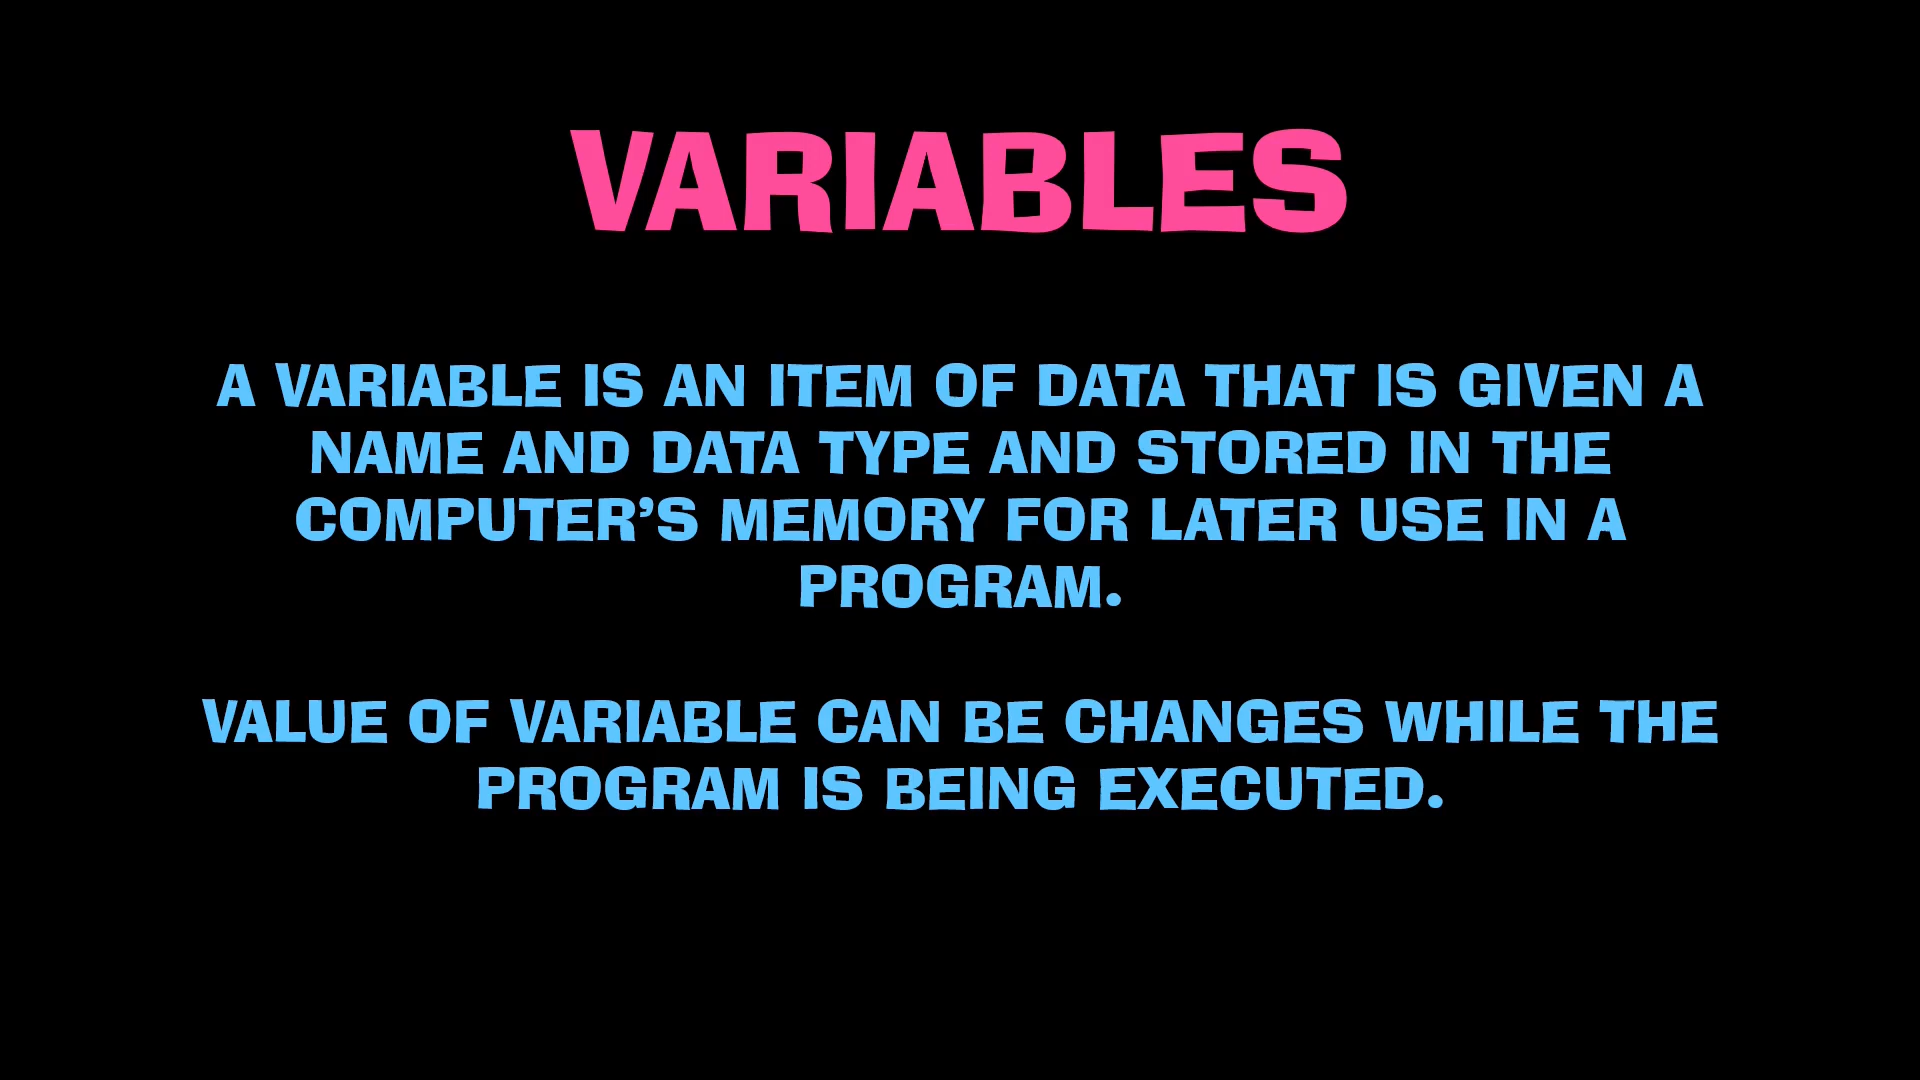 VARIABLES
A VARIABLE IS AN ITEM OF DATA THAT IS GIVEN A
NAME AND DATA TYPE AND STORED IN THE
COMPUTER’S MEMORY FOR LATER USE IN A
PROGRAM.
VALUE OF VARIABLE CAN BE CHANGES WHILE THE
PROGRAM IS BEING EXECUTED.